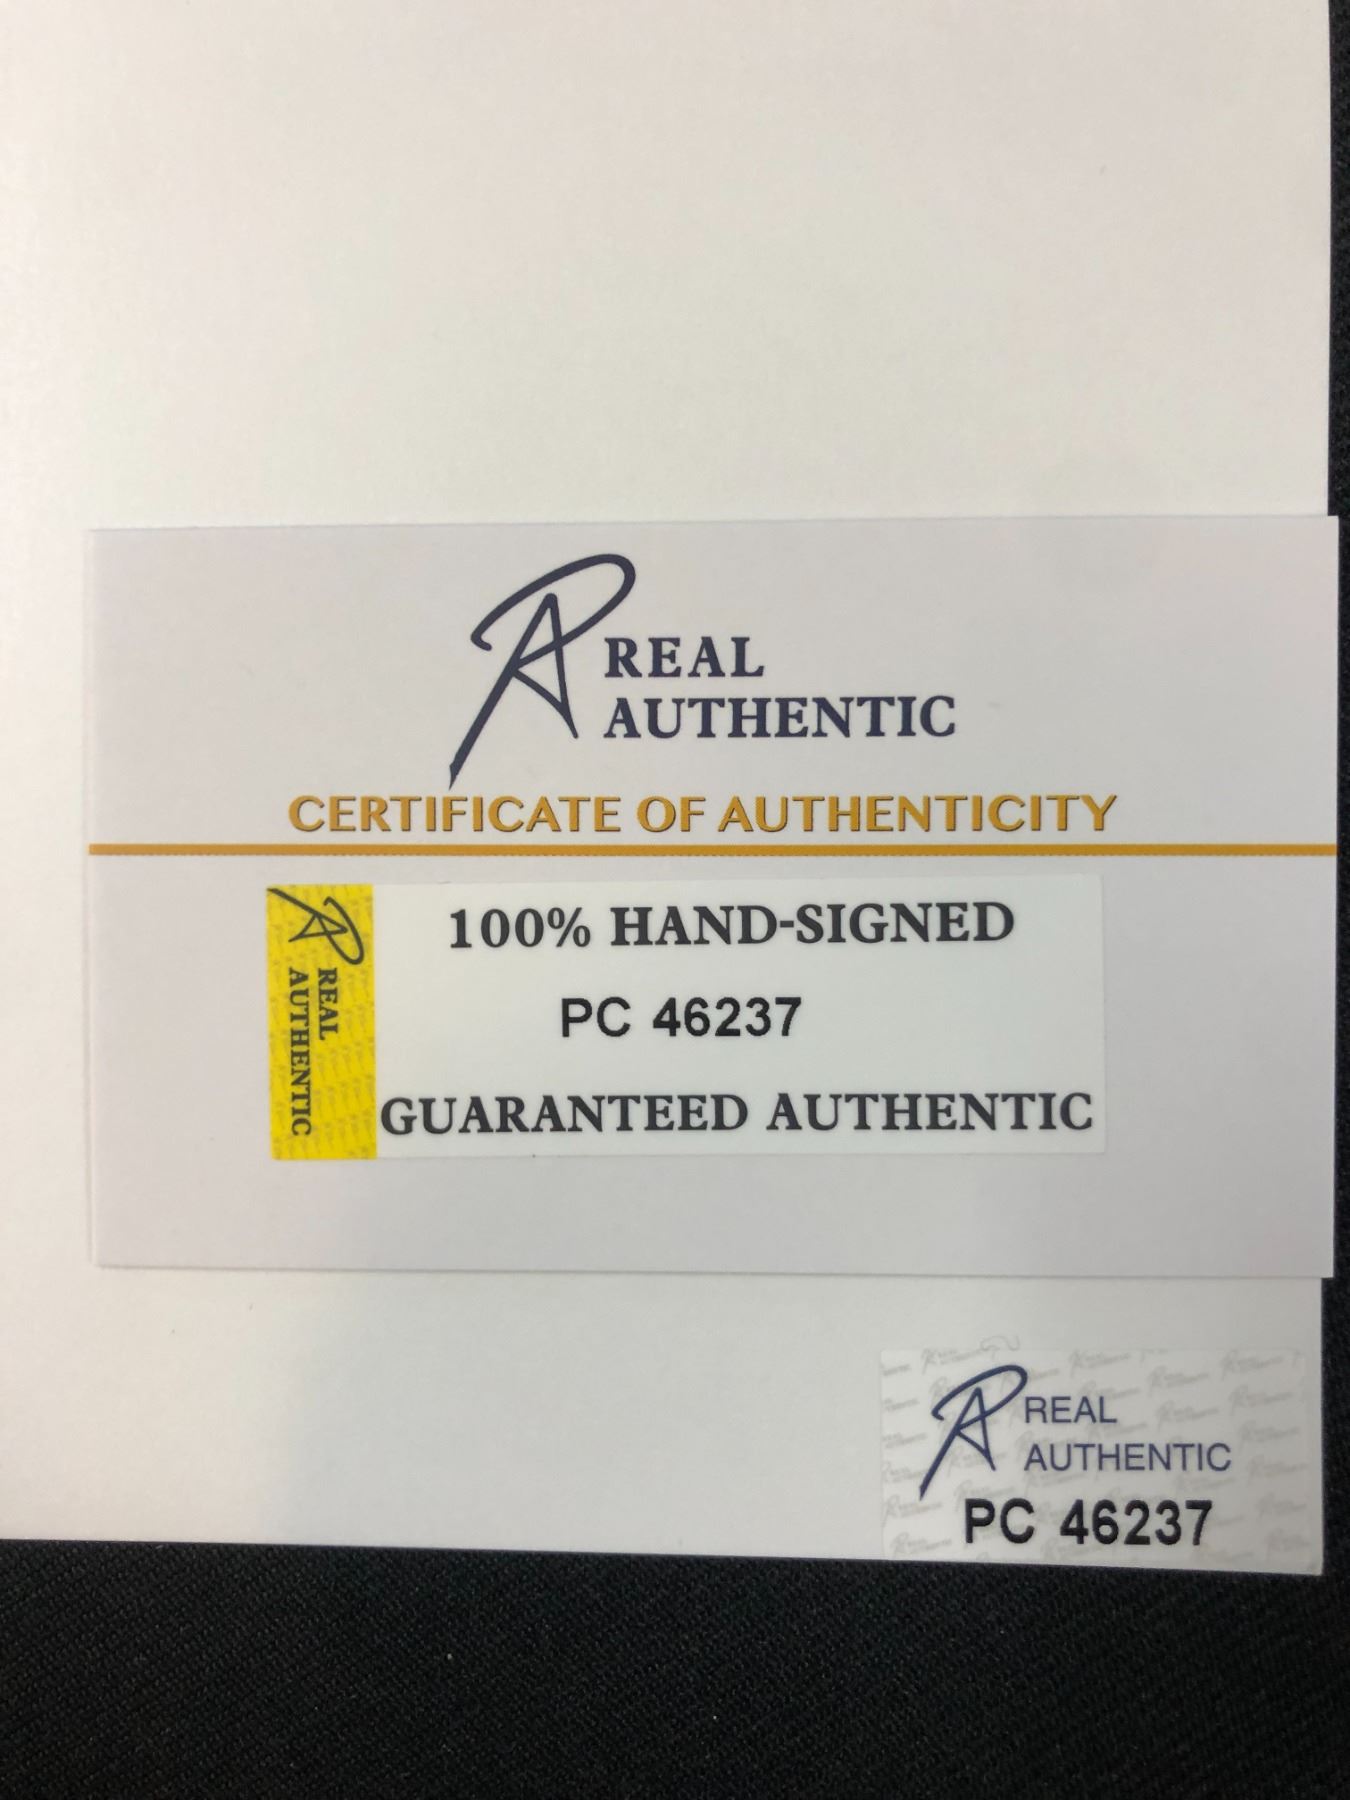 REAL
AUTHENTIC
CERTIFICATE OF AUTHENTICITY
REAL
AUTHENTIC
100% HAND-SIGNED
PC 46237
GUARANTEED AUTHENTIC
REAL
AUTHENTIC
PC 46237